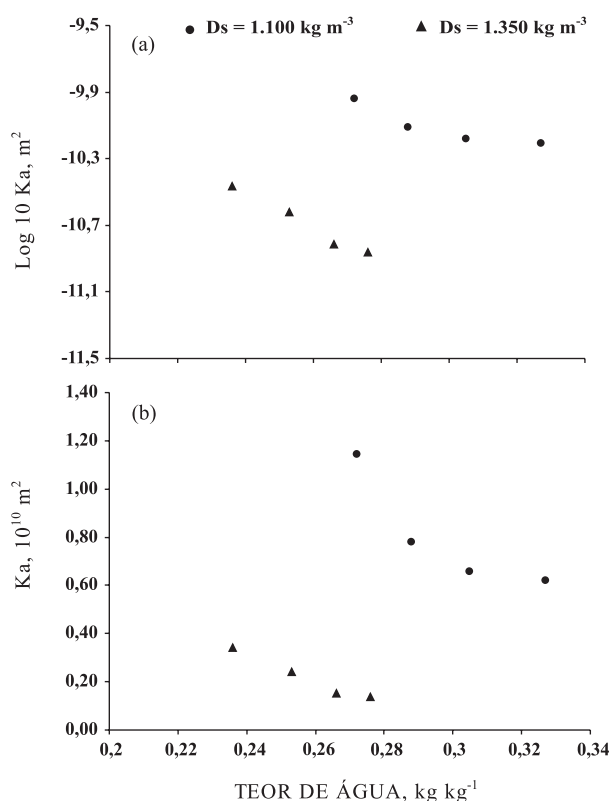 -9,5
(a)
● Ds = 1.100 kg m⁻³
▲ Ds = 1.350 kg m⁻³
-9,9
-10,3
-10,7
-11,1
-11,5
Log 10 Ka, m²
1,40
(b)
1,20
1,00
0,80
0,60
0,40
0,20
0,00
Ka, 10¹⁰ m²
0,2 0,22 0,24 0,26 0,28 0,3 0,32 0,34
TEOR DE ÁGUA, kg kg⁻¹